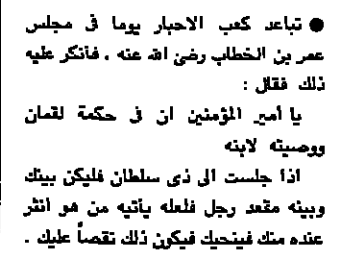 ● تباعد كعب الاحبار يوما فى مجلس
عمر بن الخطاب رضى الله عنه ، فأنكر عليه
ذلك فقال :
يا أمير المؤمنين ان فى حكمة لقمان
ووصيته لابنه
اذا جلست الى ذى سلطان فليكن بينك
وبينه مقعد رجل فلعله يأتيه من هو آنثر
عنده منك فينحيك فيكون ذلك نقصاً عليك .